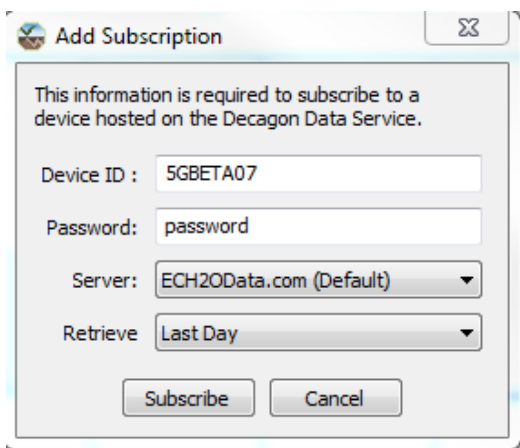 Add Subscription
This information is required to subscribe to a
device hosted on the Decagon Data Service.
Device ID : 5GBETA07
Password: password
Server: ECH2OData.com (Default)
Retrieve Last Day
Subscribe Cancel